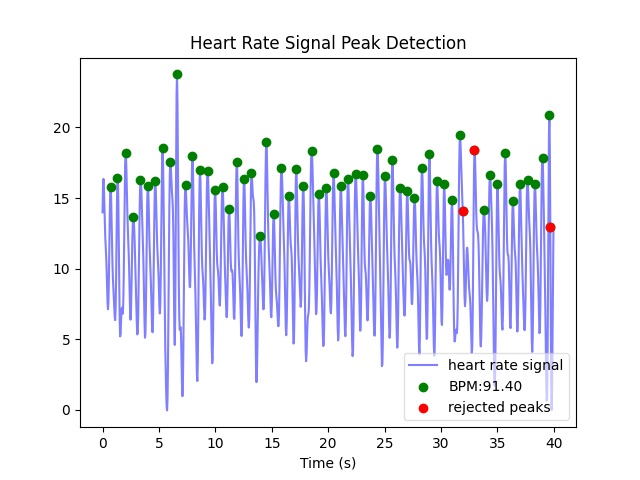 Heart Rate Signal Peak Detection
20
15
10
5
0
heart rate signal
BPM:91.40
rejected peaks
0 5 10 15 20 25 30 35 40
Time (s)